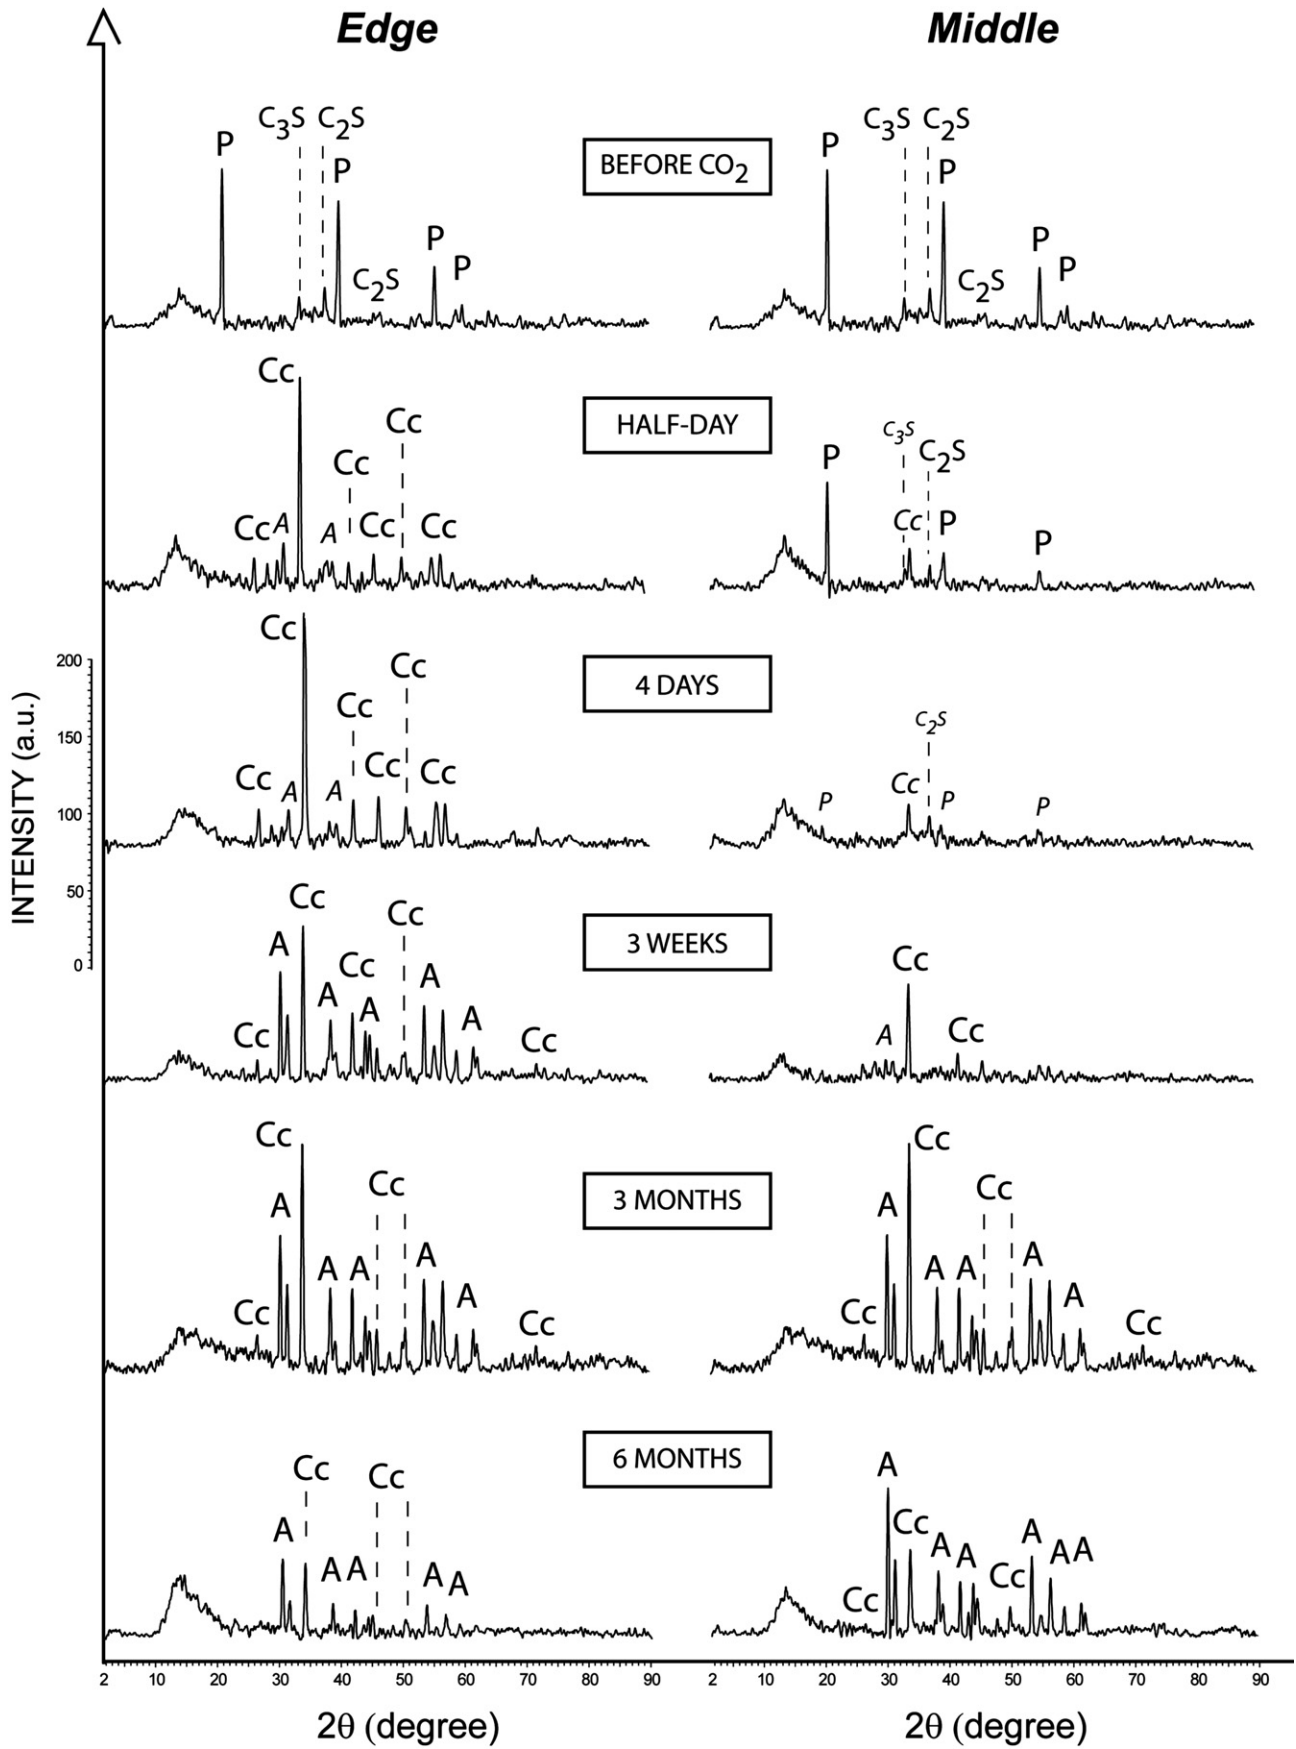 Edge Middle
C3S C2S C3S C2S
P P
BEFORE CO2
P P
P P
P P
C2S C2S
Cc
HALF-DAY
Cc
C3S
C2S
Cc P
Cc A A Cc Cc Cc P P
Cc
4 DAYS
Cc
Cc
C2S
Cc A A Cc Cc P Cc P P
200
150
100
50
0
INTENSITY (a.u.)
Cc
3 WEEKS
Cc
A Cc A Cc
A A A
Cc Cc A Cc
Cc
3 MONTHS
Cc
Cc Cc
A A
A A A A A A
A A
Cc Cc Cc Cc
6 MONTHS
Cc Cc A
A Cc A
A A A A A A A A
Cc Cc
2 10 20 30 40 50 60 70 80 90 2 10 20 30 40 50 60 70 80 90
2θ (degree) 2θ (degree)